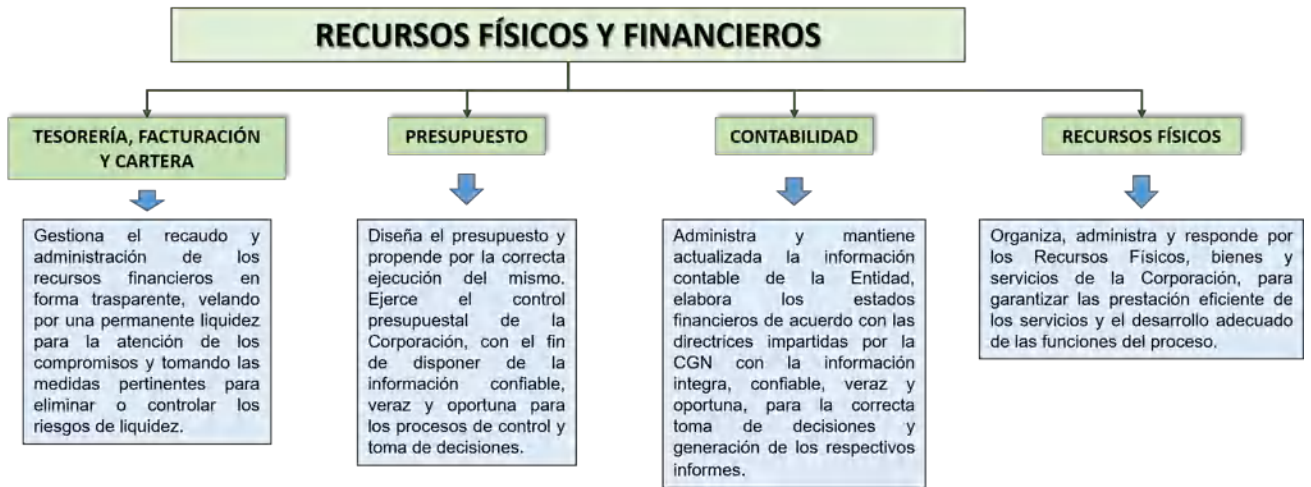 RECURSOS FÍSICOS Y FINANCIEROS
TESORERÍA, FACTURACIÓN
Y CARTERA
Gestiona el recaudo y
administración de los
recursos financieros en
forma trasparente, velando
por una permanente liquidez
para la atención de los
compromisos y tomando las
medidas pertinentes para
eliminar o controlar los
riesgos de liquidez.
PRESUPUESTO
Diseña el presupuesto y
propende por la correcta
ejecución del mismo.
Ejerce el control
presupuestal de la
Corporación, con el fin
de disponer de la
información confiable,
veraz y oportuna para
los procesos de control y
toma de decisiones.
CONTABILIDAD
Administra y mantiene
actualizada la información
contable de la Entidad,
elabora los estados
financieros de acuerdo con las
directrices impartidas por la
CGN con la información
integra, confiable, veraz y
oportuna, para la correcta
toma de decisiones y
generación de los respectivos
informes.
RECURSOS FÍSICOS
Organiza, administra y responde por
los Recursos Físicos, bienes y
servicios de la Corporación, para
garantizar las prestación eficiente de
los servicios y el desarrollo adecuado
de las funciones del proceso.